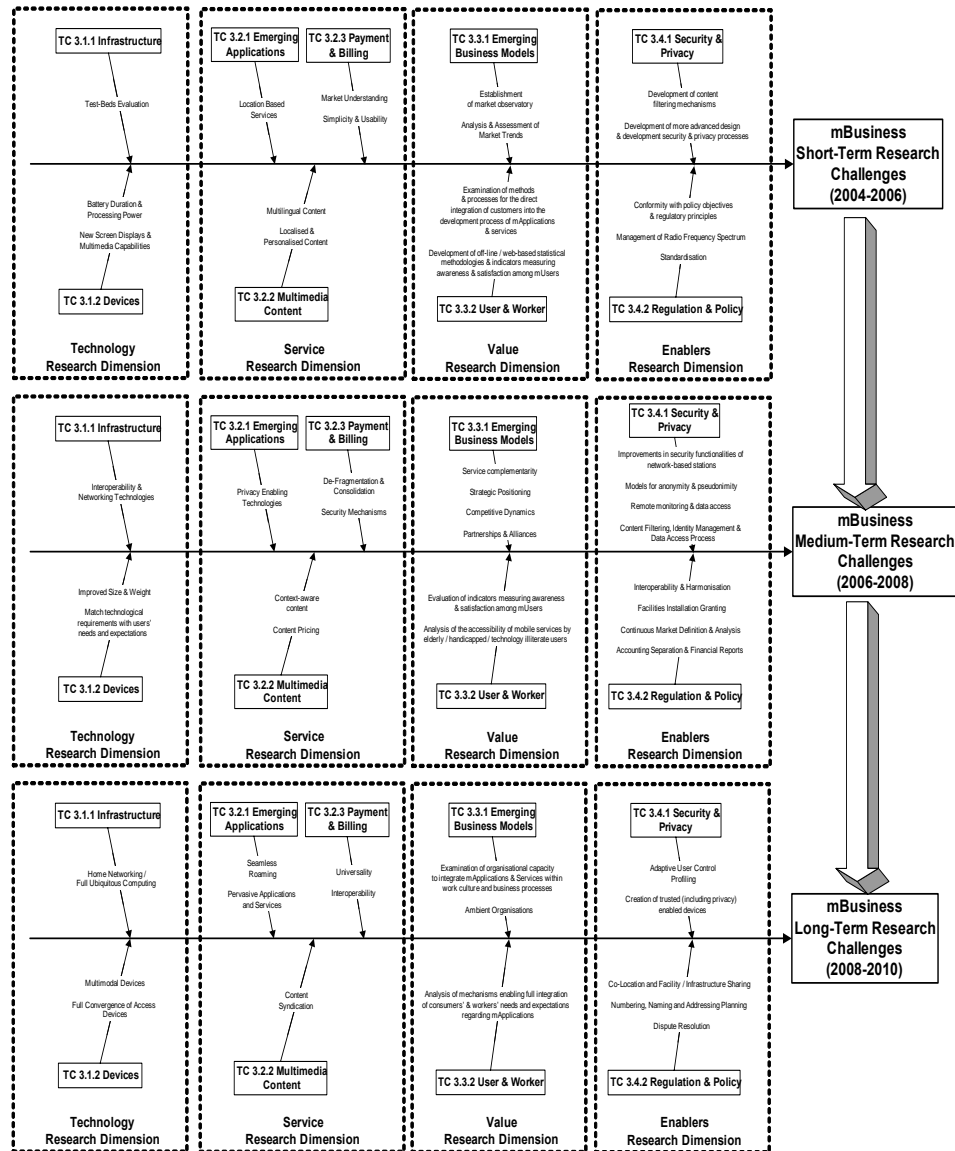 TC 3.1.1 Infrastructure
Test-Beds Evaluation
Battery Duration &
Processing Power
New Screen Displays &
Multimedia Capabilities
TC 3.1.2 Devices
Technology
Research Dimension
TC 3.2.1 Emerging
Applications
TC 3.2.3 Payment
& Billing
Location Based
Services
Market Understanding
Simplicity & Usability
Multilingual Content
Localised &
Personalised Content
TC 3.2.2 Multimedia
Content
Service
Research Dimension
TC 3.3.1 Emerging
Business Models
Establishment
of market observatory
Analysis & Assessment of
Market Trends
Examination of methods
& processes for the direct
integration of customers into the
development process of mApplications
& services
Development of off-line / web-based statistical
methodologies & indicators measuring
awareness & satisfaction among mUsers
TC 3.3.2 User & Worker
Value
Research Dimension
TC 3.4.1 Security &
Privacy
Development of content
filtering mechanisms
Development of more advanced design
& development security & privacy processes
Conformity with policy objectives
& regulatory principles
Management of Radio Frequency Spectrum
Standardisation
TC 3.4.2 Regulation & Policy
Enablers
Research Dimension
mBusiness
Short-Term Research
Challenges
(2004-2006)
TC 3.1.1 Infrastructure
Interoperability &
Networking Technologies
Improved Size & Weight
Match technological
requirements with users'
needs and expectations
TC 3.1.2 Devices
Technology
Research Dimension
TC 3.2.1 Emerging
Applications
TC 3.2.3 Payment
& Billing
Privacy Enabling
Technologies
De-Fragmentation &
Consolidation
Security Mechanisms
Context-aware
content
Content Pricing
TC 3.2.2 Multimedia
Content
Service
Research Dimension
TC 3.3.1 Emerging
Business Models
Service complementarity
Strategic Positioning
Competitive Dynamics
Partnerships & Alliances
Evaluation of indicators measuring awareness
& satisfaction among mUsers
Analysis of the accessibility of mobile services by
elderly / handicapped / technology illiterate users
TC 3.3.2 User & Worker
Value
Research Dimension
TC 3.4.1 Security &
Privacy
Improvements in security functionalities of
network-based stations
Models for anonymity & pseudonimity
Remote monitoring & data access
Content Filtering, Identity Management &
Data Access Process
Interoperability & Harmonisation
Facilities Installation Granting
Continuous Market Definition & Analysis
Accounting Separation & Financial Reports
TC 3.4.2 Regulation & Policy
Enablers
Research Dimension
mBusiness
Medium-Term Research
Challenges
(2006-2008)
TC 3.1.1 Infrastructure
Home Networking /
Full Ubiquitous Computing
Multimodal Devices
Full Convergence of Access
Devices
TC 3.1.2 Devices
Technology
Research Dimension
TC 3.2.1 Emerging
Applications
TC 3.2.3 Payment
& Billing
Seamless
Roaming
Pervasive Applications
and Services
Universality
Interoperability
Content
Syndication
TC 3.2.2 Multimedia
Content
Service
Research Dimension
TC 3.3.1 Emerging
Business Models
Examination of organisational capacity
to integrate mApplications & Services within
work culture and business processes
Ambient Organisations
Analysis of mechanisms enabling full integration
of consumers' & workers' needs and expectations
regarding mApplications
TC 3.3.2 User & Worker
Value
Research Dimension
TC 3.4.1 Security &
Privacy
Adaptive User Control
Profiling
Creation of trusted (including privacy)
enabled devices
Co-Location and Facility / Infrastructure Sharing
Numbering, Naming and Addressing Planning
Dispute Resolution
TC 3.4.2 Regulation & Policy
Enablers
Research Dimension
mBusiness
Long-Term Research
Challenges
(2008-2010)